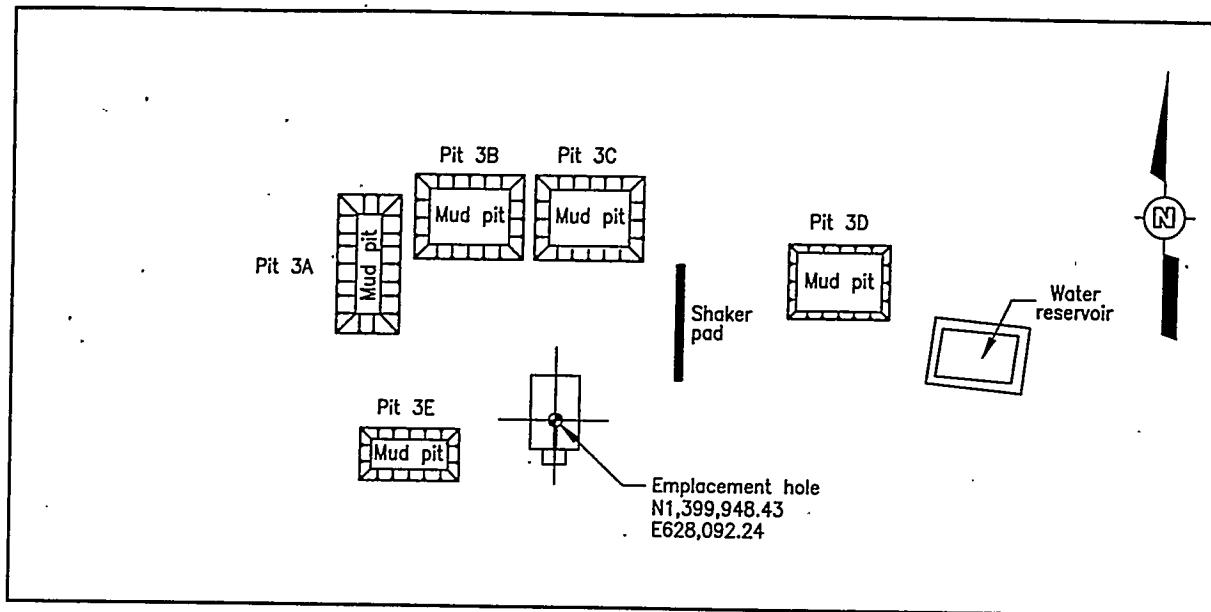 Pit 3B
Pit 3C
Mud pit
Mud pit
Pit 3A
Mud pit
Pit 3D
Mud pit
N
Shaker
pad
Water
reservoir
Pit 3E
Mud pit
Emplacement hole
N1,399,948.43
E628,092.24